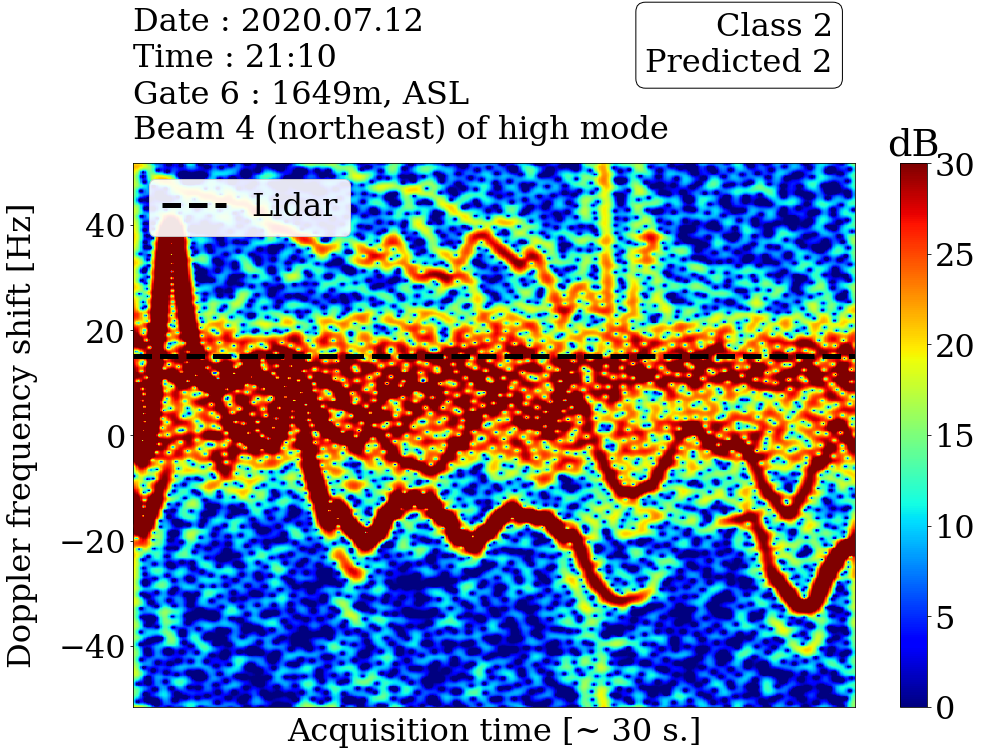 Date : 2020.07.12
Time : 21:10
Gate 6 : 1649m, ASL
Beam 4 (northeast) of high mode
Class 2
Predicted 2
dB
Lidar
Doppler frequency shift [Hz]
40
20
0
−20
−40
Acquisition time [~ 30 s.]
30
25
20
15
10
5
0